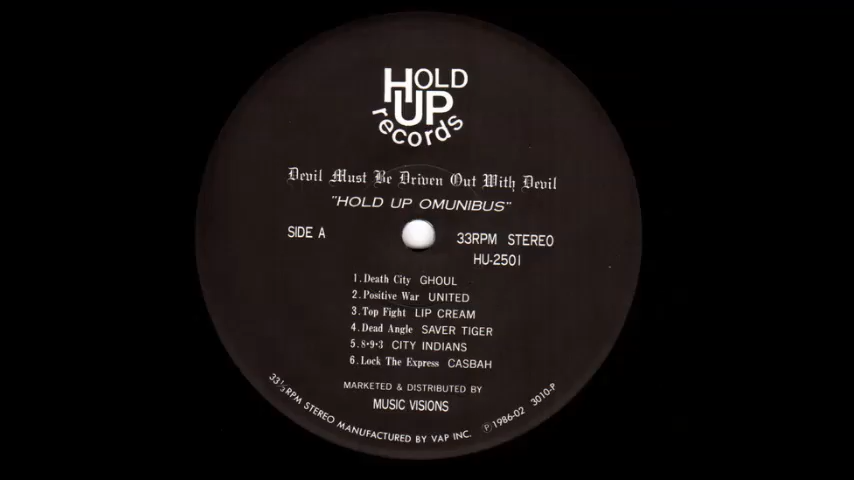 HOLD
UP
records
Devil Must Be Driven Out With Devil
"HOLD UP OMUNIBUS"
SIDE A
33RPM STEREO
HU-2501
1. Death City GHOUL
2. Positive War UNITED
3. Top Fight LIP CREAM
4. Dead Angle SAVER TIGER
5. 8•9•3 CITY INDIANS
6. Lock The Express CASBAH
MARKETED & DISTRIBUTED BY
MUSIC VISIONS
33⅓RPM STEREO MANUFACTURED BY VAP INC. Ⓟ1986-02 3010-P